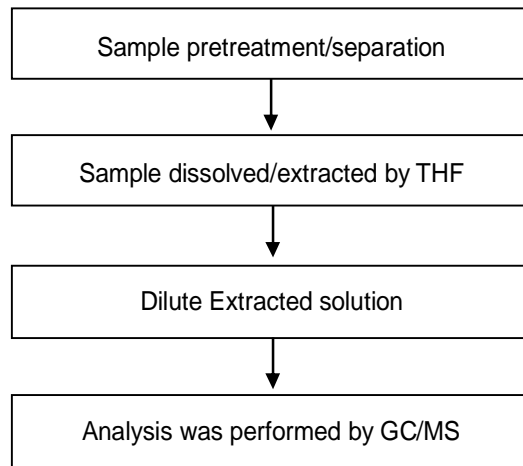 Sample pretreatment/separation
Sample dissolved/extracted by THF
Dilute Extracted solution
Analysis was performed by GC/MS